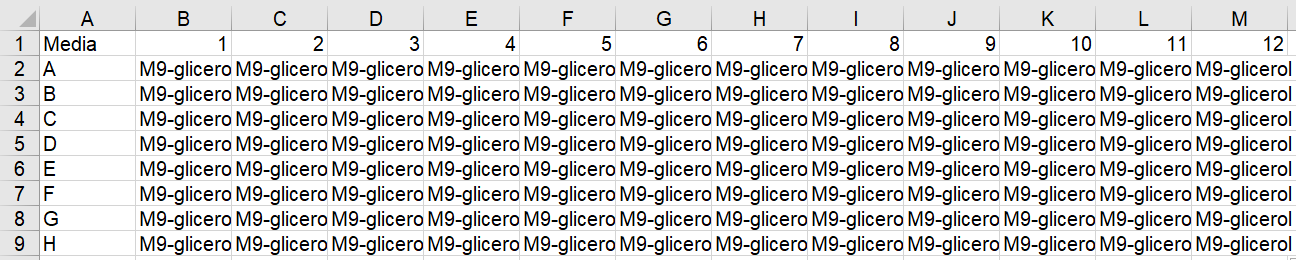 A B C D E F G H I J K L M
1 Media 1 2 3 4 5 6 7 8 9 10 11 12
2 A M9-glicero M9-glicero M9-glicero M9-glicero M9-glicero M9-glicero M9-glicero M9-glicero M9-glicero M9-glicero M9-glicero M9-glicerol
3 B M9-glicero M9-glicero M9-glicero M9-glicero M9-glicero M9-glicero M9-glicero M9-glicero M9-glicero M9-glicero M9-glicero M9-glicerol
4 C M9-glicero M9-glicero M9-glicero M9-glicero M9-glicero M9-glicero M9-glicero M9-glicero M9-glicero M9-glicero M9-glicero M9-glicerol
5 D M9-glicero M9-glicero M9-glicero M9-glicero M9-glicero M9-glicero M9-glicero M9-glicero M9-glicero M9-glicero M9-glicero M9-glicerol
6 E M9-glicero M9-glicero M9-glicero M9-glicero M9-glicero M9-glicero M9-glicero M9-glicero M9-glicero M9-glicero M9-glicero M9-glicerol
7 F M9-glicero M9-glicero M9-glicero M9-glicero M9-glicero M9-glicero M9-glicero M9-glicero M9-glicero M9-glicero M9-glicero M9-glicerol
8 G M9-glicero M9-glicero M9-glicero M9-glicero M9-glicero M9-glicero M9-glicero M9-glicero M9-glicero M9-glicero M9-glicero M9-glicerol
9 H M9-glicero M9-glicero M9-glicero M9-glicero M9-glicero M9-glicero M9-glicero M9-glicero M9-glicero M9-glicero M9-glicero M9-glicerol